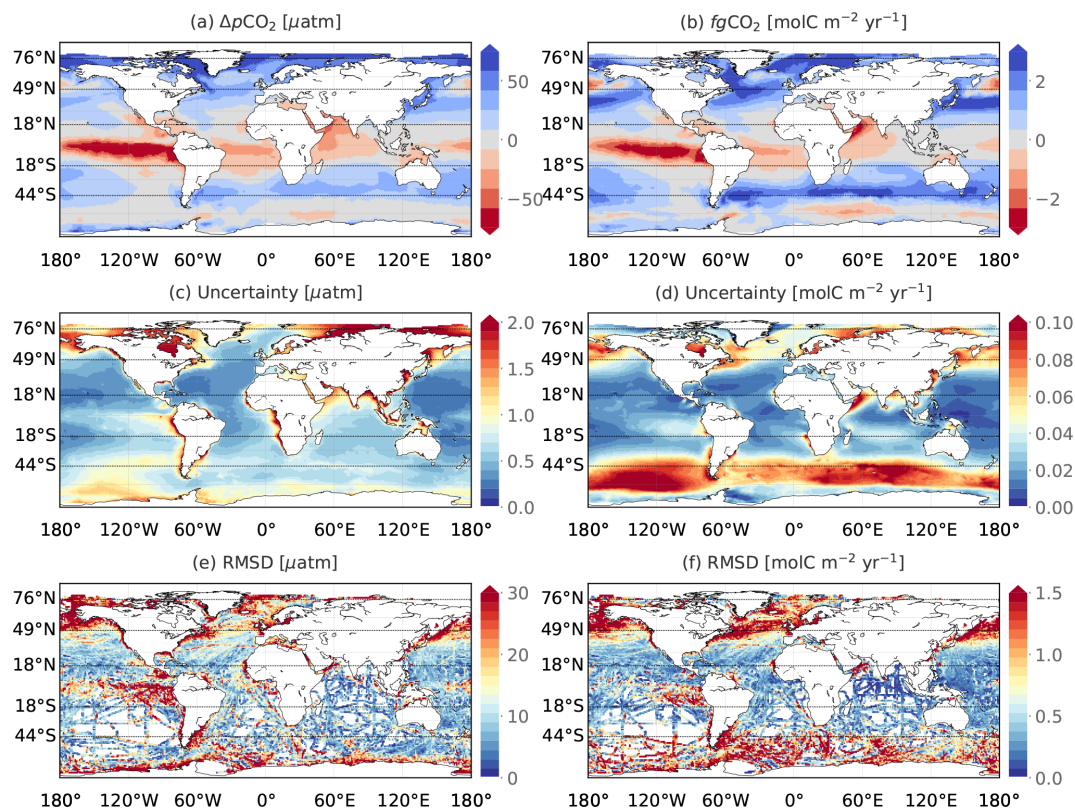 (a) ΔpCO₂ [μatm]
76°N
49°N
18°N
18°S
44°S
180° 120°W 60°W 0° 60°E 120°E 180°
50
0
−50
(b) fgCO₂ [molC m⁻² yr⁻¹]
76°N
49°N
18°N
18°S
44°S
180° 120°W 60°W 0° 60°E 120°E 180°
2
0
−2
(c) Uncertainty [μatm]
76°N
49°N
18°N
18°S
44°S
180° 120°W 60°W 0° 60°E 120°E 180°
2.0
1.5
1.0
0.5
0.0
(d) Uncertainty [molC m⁻² yr⁻¹]
76°N
49°N
18°N
18°S
44°S
180° 120°W 60°W 0° 60°E 120°E 180°
0.10
0.08
0.06
0.04
0.02
0.00
(e) RMSD [μatm]
76°N
49°N
18°N
18°S
44°S
180° 120°W 60°W 0° 60°E 120°E 180°
30
20
10
0
(f) RMSD [molC m⁻² yr⁻¹]
76°N
49°N
18°N
18°S
44°S
180° 120°W 60°W 0° 60°E 120°E 180°
1.5
1.0
0.5
0.0